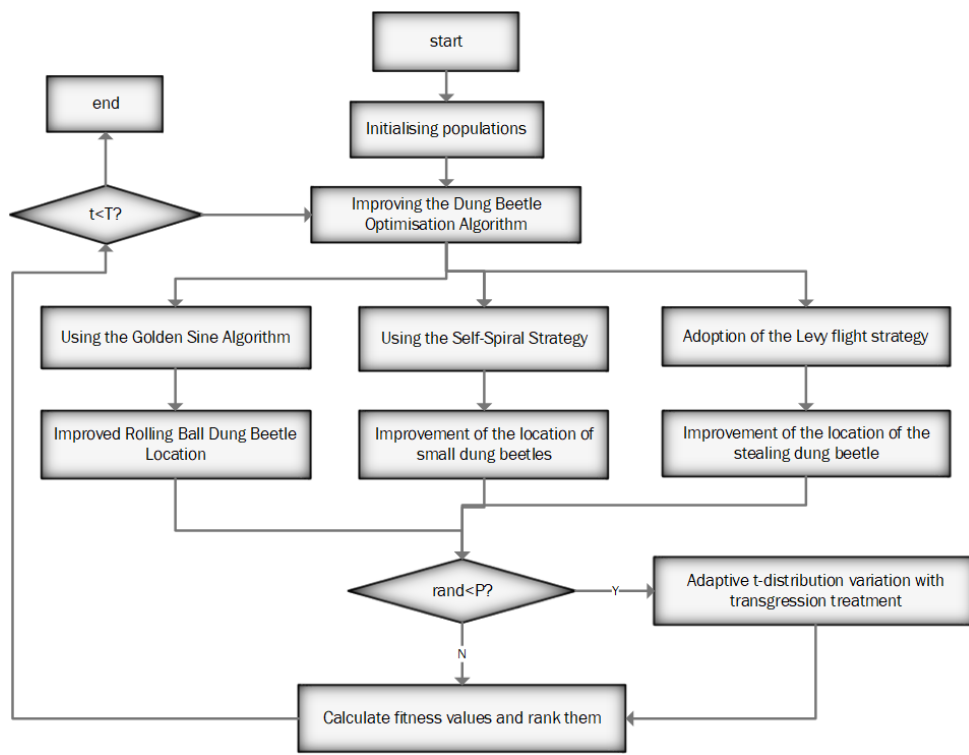 start
end
Initialising populations
t<T?
Improving the Dung Beetle
Optimisation Algorithm
Using the Golden Sine Algorithm
Using the Self-Spiral Strategy
Adoption of the Levy flight strategy
Improved Rolling Ball Dung Beetle
Location
Improvement of the location of
small dung beetles
Improvement of the location of the
stealing dung beetle
rand<P?
Y
Adaptive t-distribution variation with
transgression treatment
N
Calculate fitness values and rank them